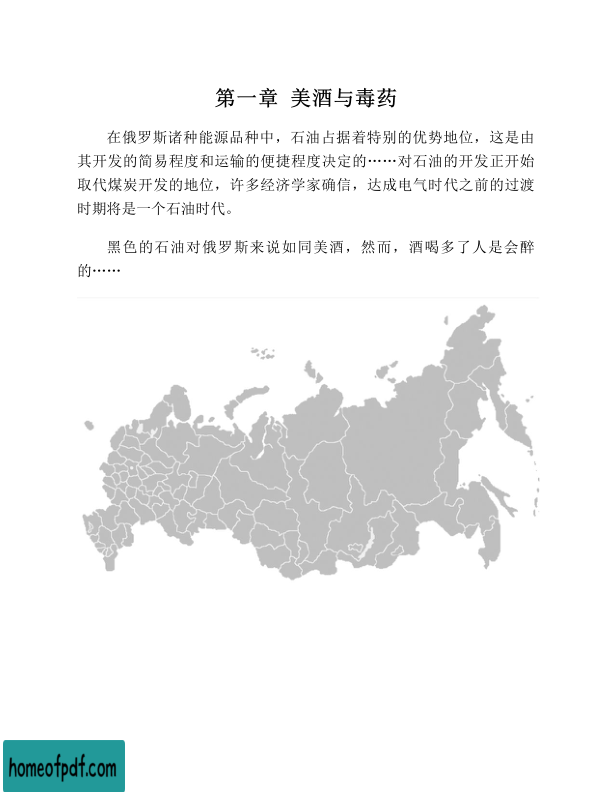 第一章 美酒与毒药
在俄罗斯诸种能源品种中，石油占据着特别的优势地位，这是由
其开发的简易程度和运输的便捷程度决定的……对石油的开发正开始
取代煤炭开发的地位，许多经济学家确信，达成电气时代之前的过渡
时期将是一个石油时代。
黑色的石油对俄罗斯来说如同美酒，然而，酒喝多了人是会醉
的……
homeofpdf.com